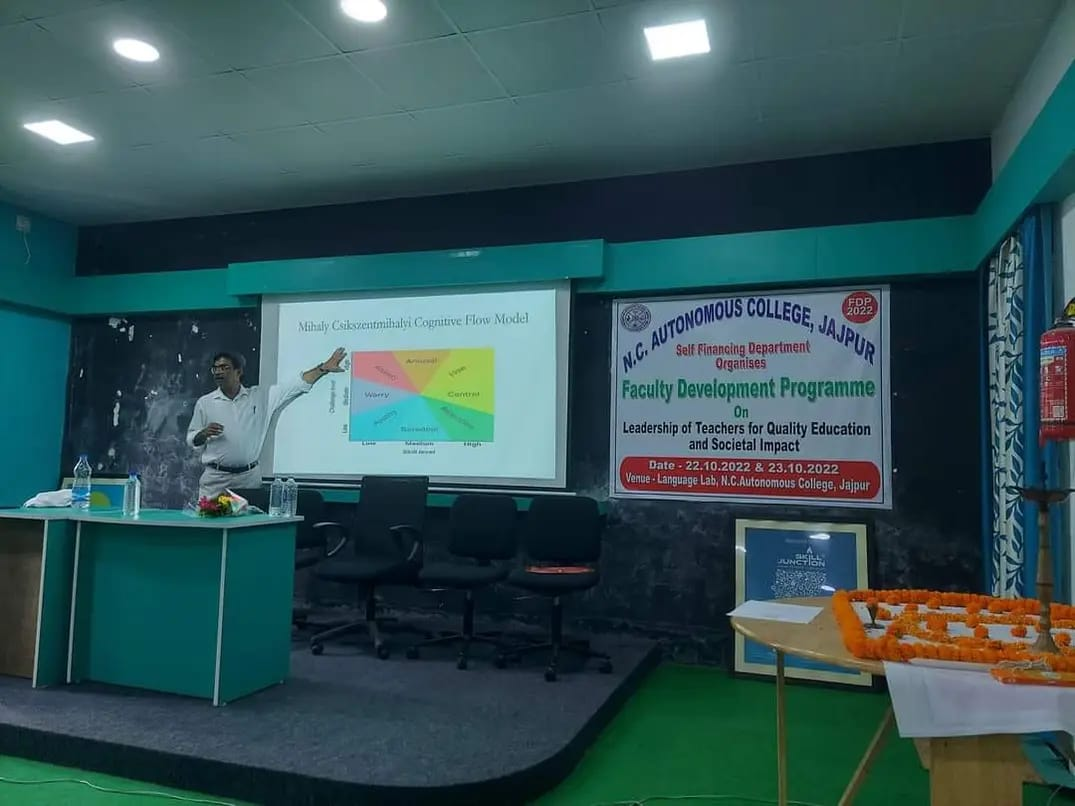 Mihaly Csikszentmihalyi Cognitive Flow Model
Arousal
Flow
Control
Relaxation
Boredom
Apathy
Worry
Anxiety
Challenge level
Low
Medium
High
Low Medium High
Skill level
N.C. AUTONOMOUS COLLEGE, JAJPUR
FDP
2022
Self Financing Department
Organises
Faculty Development Programme
On
Leadership of Teachers for Quality Education
and Societal Impact
Date - 22.10.2022 & 23.10.2022
Venue - Language Lab, N.C.Autonomous College, Jajpur
SKILL
JUNCTION